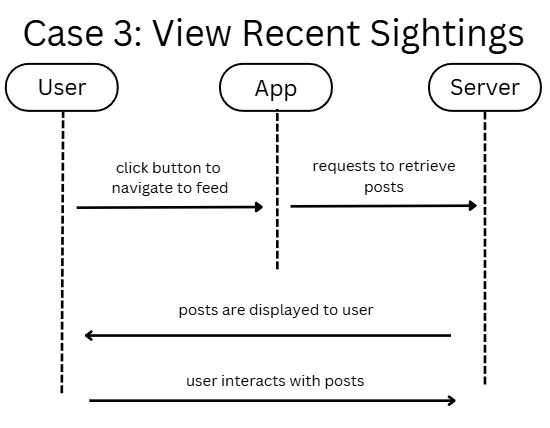 Case 3: View Recent Sightings
User
App
Server
click button to
navigate to feed
requests to retrieve
posts
posts are displayed to user
user interacts with posts